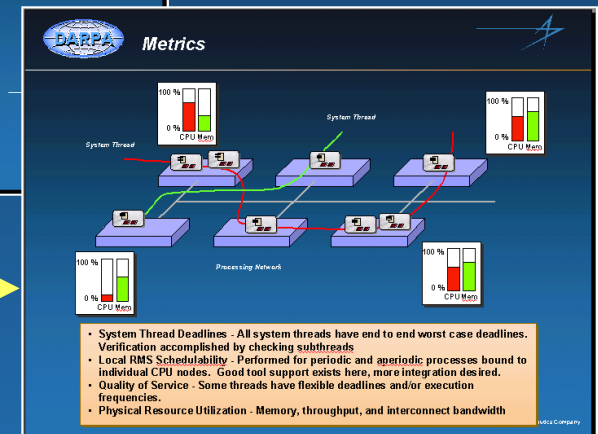 DARPA
Metrics
100 %
0 %
CPU Mem
System Thread
System Thread
100 %
0 %
CPU Mem
100 %
0 %
CPU Mem
Processing Network
100 %
0 %
CPU Mem
• System Thread Deadlines - All system threads have end to end worst case deadlines.
Verification accomplished by checking subthreads
• Local RMS Schedulability - Performed for periodic and aperiodic processes bound to
individual CPU nodes. Good tool support exists here, more integration desired.
• Quality of Service - Some threads have flexible deadlines and/or execution
frequencies.
• Physical Resource Utilization - Memory, throughput, and interconnect bandwidth
Company